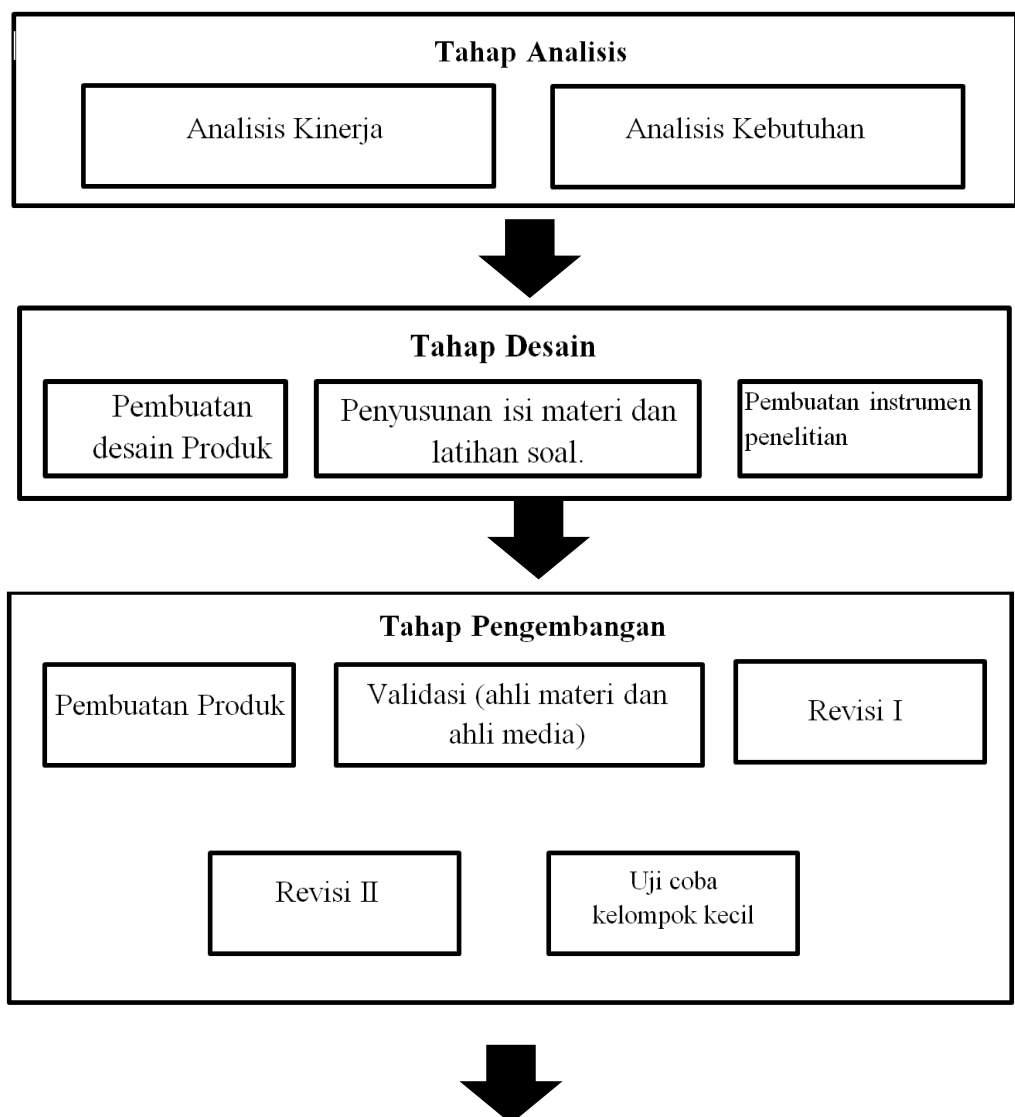 Tahap Analisis
Analisis Kinerja
Analisis Kebutuhan
Tahap Desain
Pembuatan
desain Produk
Penyusunan isi materi dan
latihan soal.
Pembuatan instrumen
penelitian
Tahap Pengembangan
Pembuatan Produk
Validasi (ahli materi dan
ahli media)
Revisi I
Revisi II
Uji coba
kelompok kecil